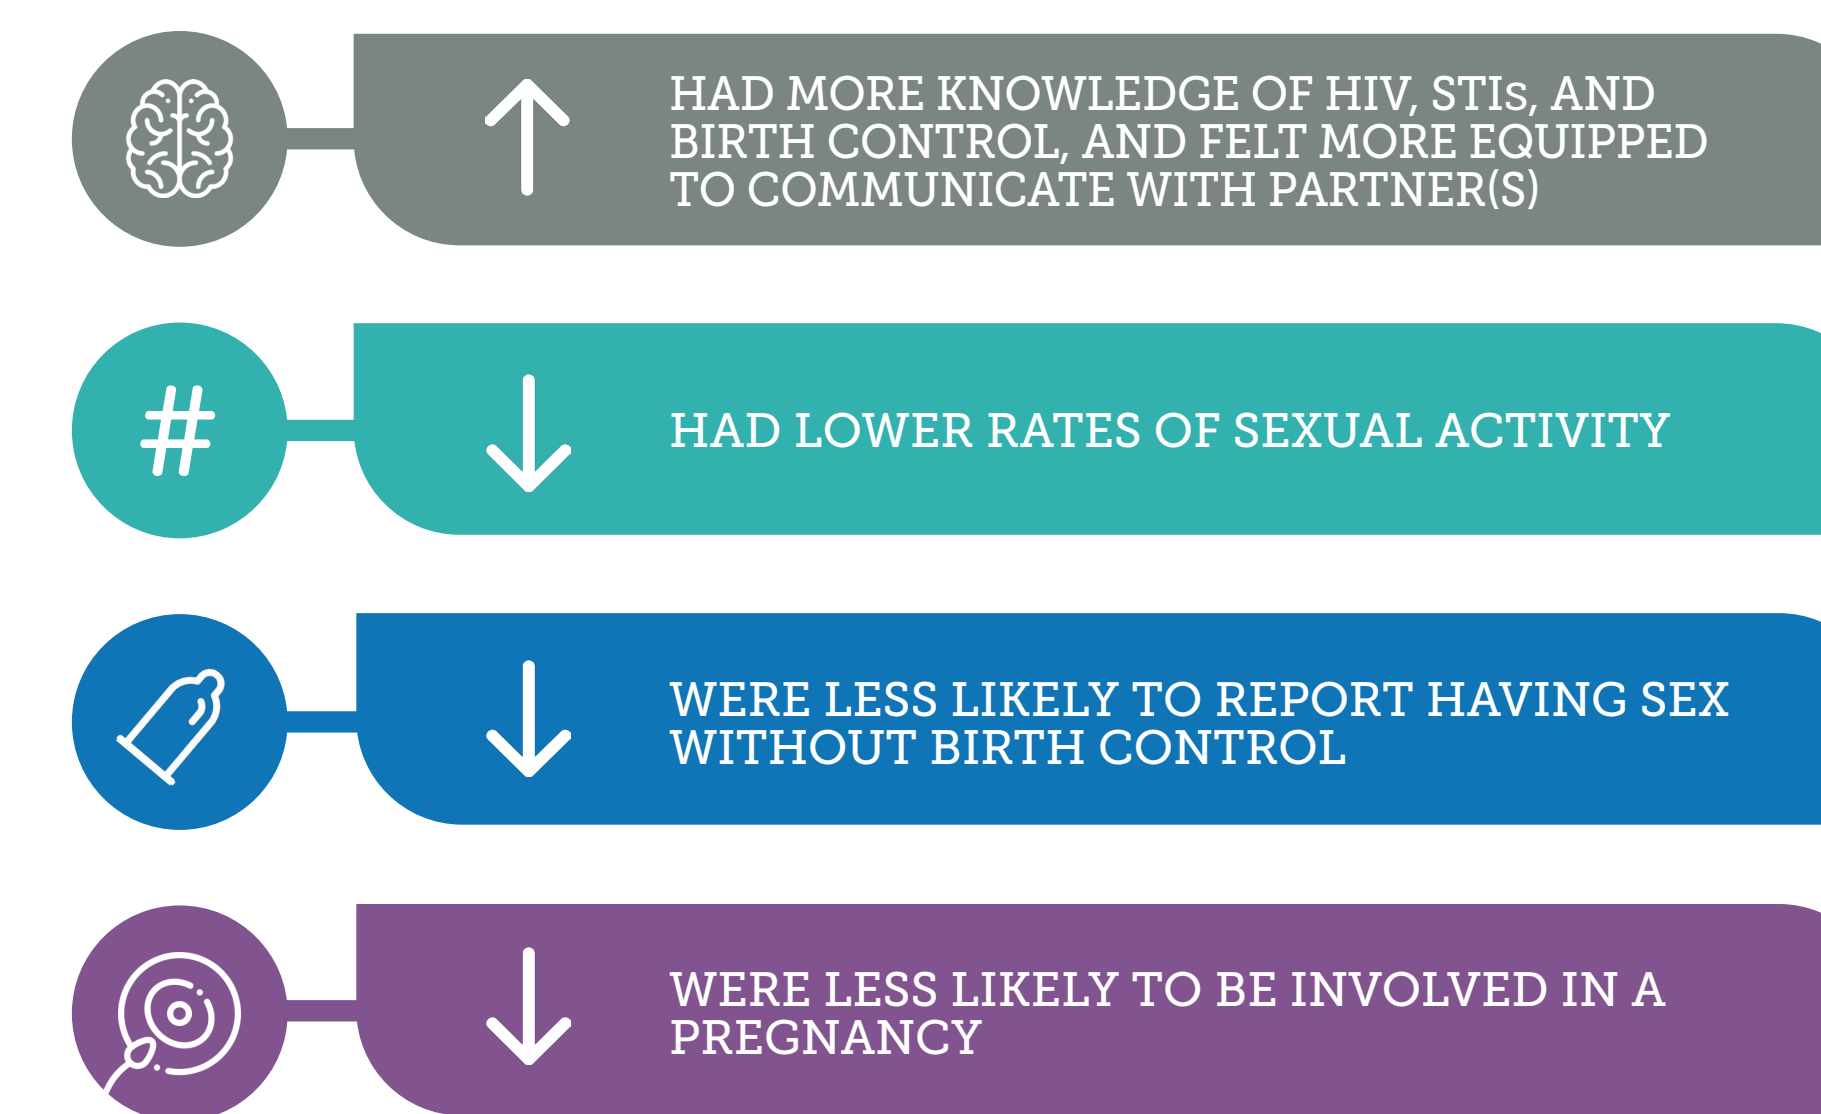 HAD MORE KNOWLEDGE OF HIV, STIs, AND
BIRTH CONTROL, AND FELT MORE EQUIPPED
TO COMMUNICATE WITH PARTNER(S)
#
HAD LOWER RATES OF SEXUAL ACTIVITY
WERE LESS LIKELY TO REPORT HAVING SEX
WITHOUT BIRTH CONTROL
WERE LESS LIKELY TO BE INVOLVED IN A
PREGNANCY